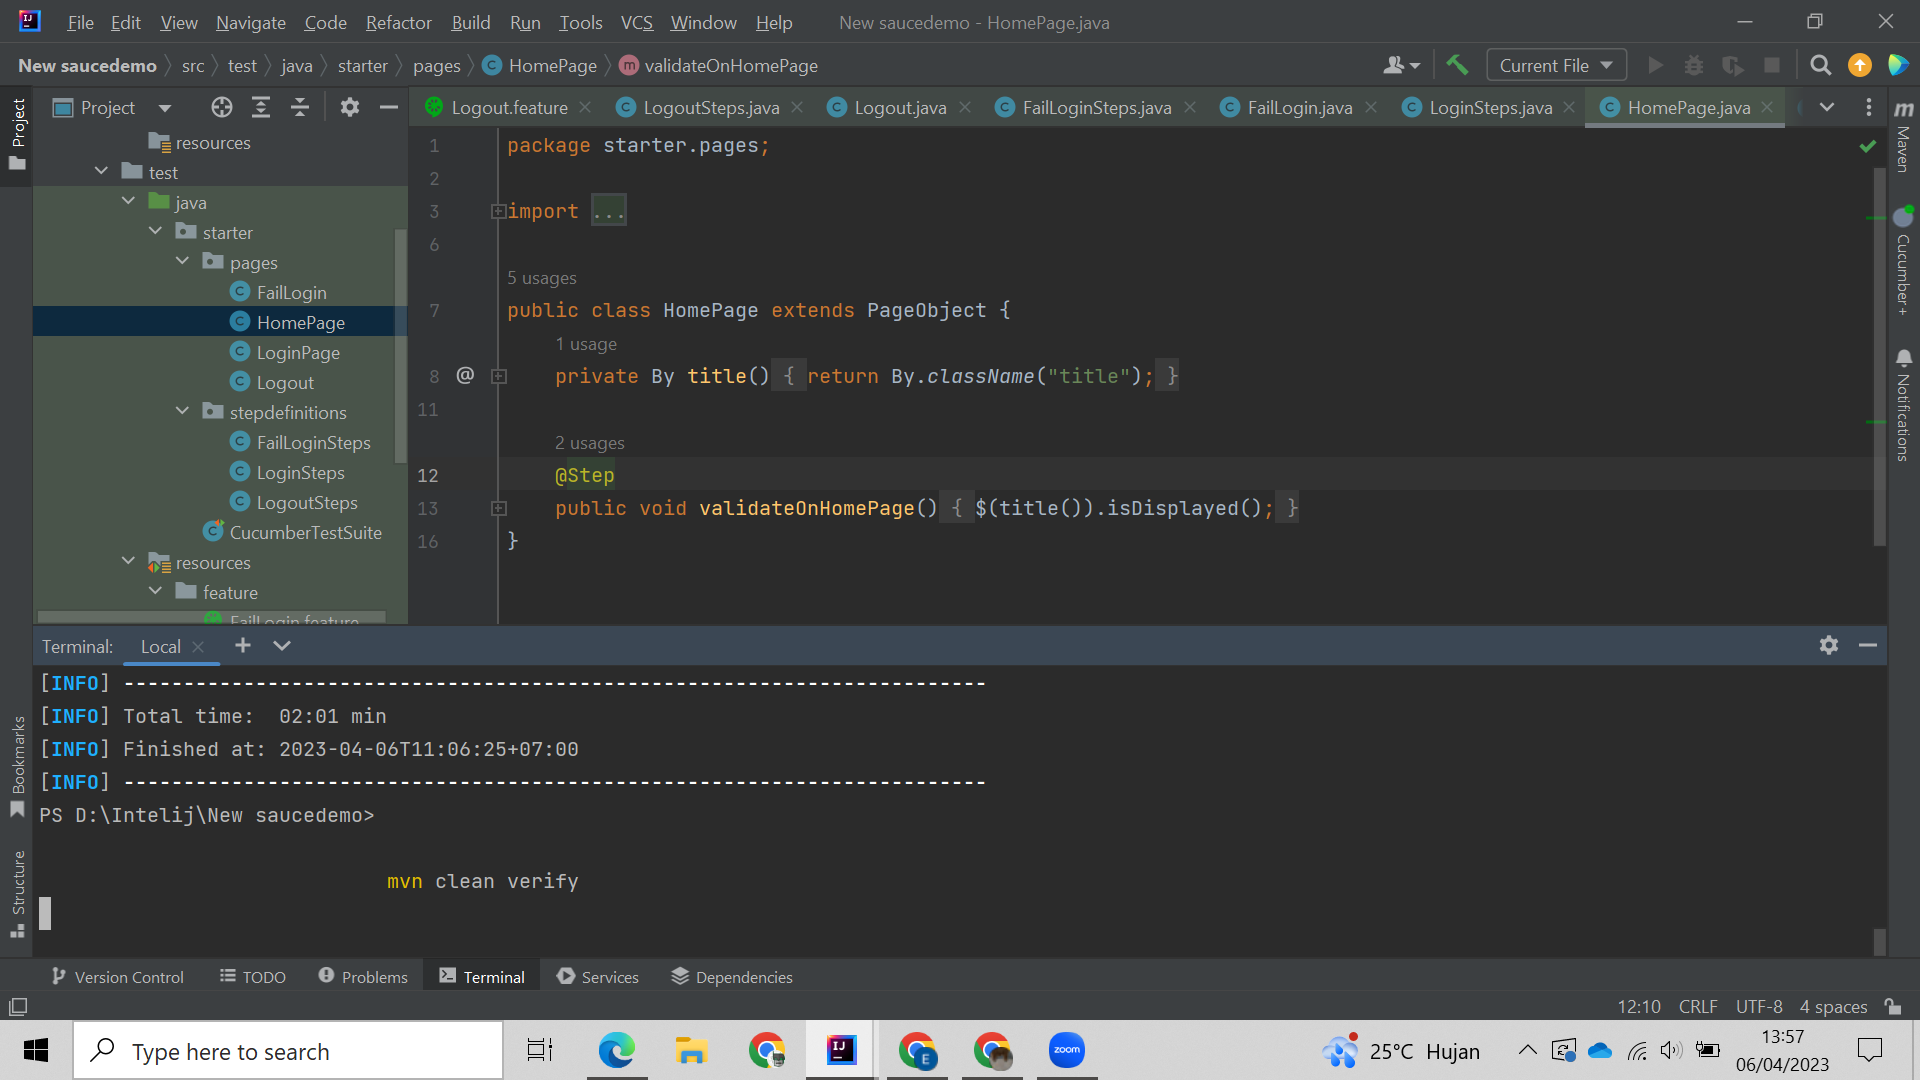 File Edit View Navigate Code Refactor Build Run Tools VCS Window Help New saucedemo - HomePage.java
New saucedemo src test java starter pages HomePage validateOnHomePage Current File
Project
Logout.feature LogoutSteps.java Logout.java FailLoginSteps.java FailLogin.java LoginSteps.java HomePage.java
resources
test
java
starter
pages
FailLogin
HomePage
LoginPage
Logout
stepdefinitions
FailLoginSteps
LoginSteps
LogoutSteps
CucumberTestSuite
resources
feature
FailLogin.feature
1 package starter.pages;
2
3 import ...
6
5 usages
7 public class HomePage extends PageObject {
1 usage
8 @ private By title() { return By.className("title"); }
11
2 usages
12 @Step
13 public void validateOnHomePage() { $(title()).isDisplayed(); }
16 }
Project
Bookmarks
Structure
Maven
Cucumber+
Notifications
Terminal: Local
[INFO] ------------------------------------------------------------------------
[INFO] Total time:  02:01 min
[INFO] Finished at: 2023-04-06T11:06:25+07:00
[INFO] ------------------------------------------------------------------------
PS D:\Intelij\New saucedemo>
mvn clean verify
Version Control TODO Problems Terminal Services Dependencies
12:10 CRLF UTF-8 4 spaces
Type here to search
zoom
25°C Hujan
13:57
06/04/2023